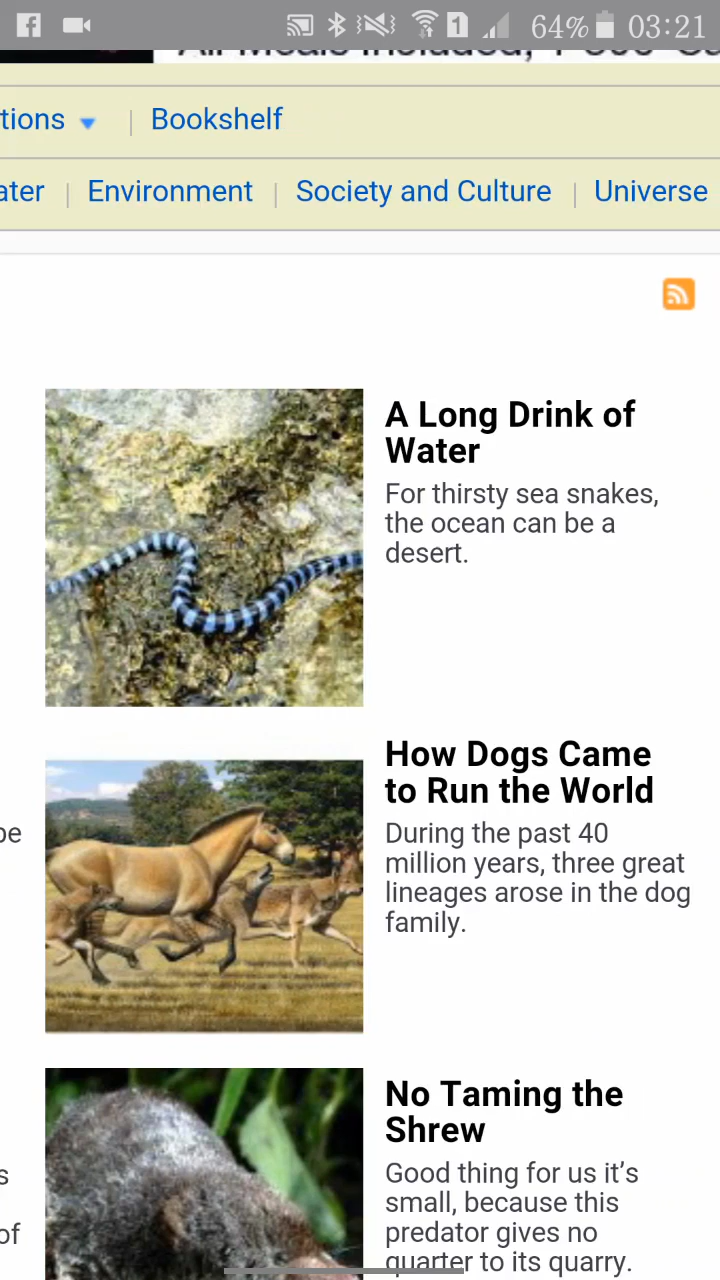 1 64% 03:21
tions | Bookshelf
ater | Environment | Society and Culture | Universe
A Long Drink of
Water
For thirsty sea snakes,
the ocean can be a
desert.
How Dogs Came
to Run the World
be
During the past 40
million years, three great
lineages arose in the dog
family.
No Taming the
Shrew
s
Good thing for us it's
small, because this
of
predator gives no
quarter to its quarry.